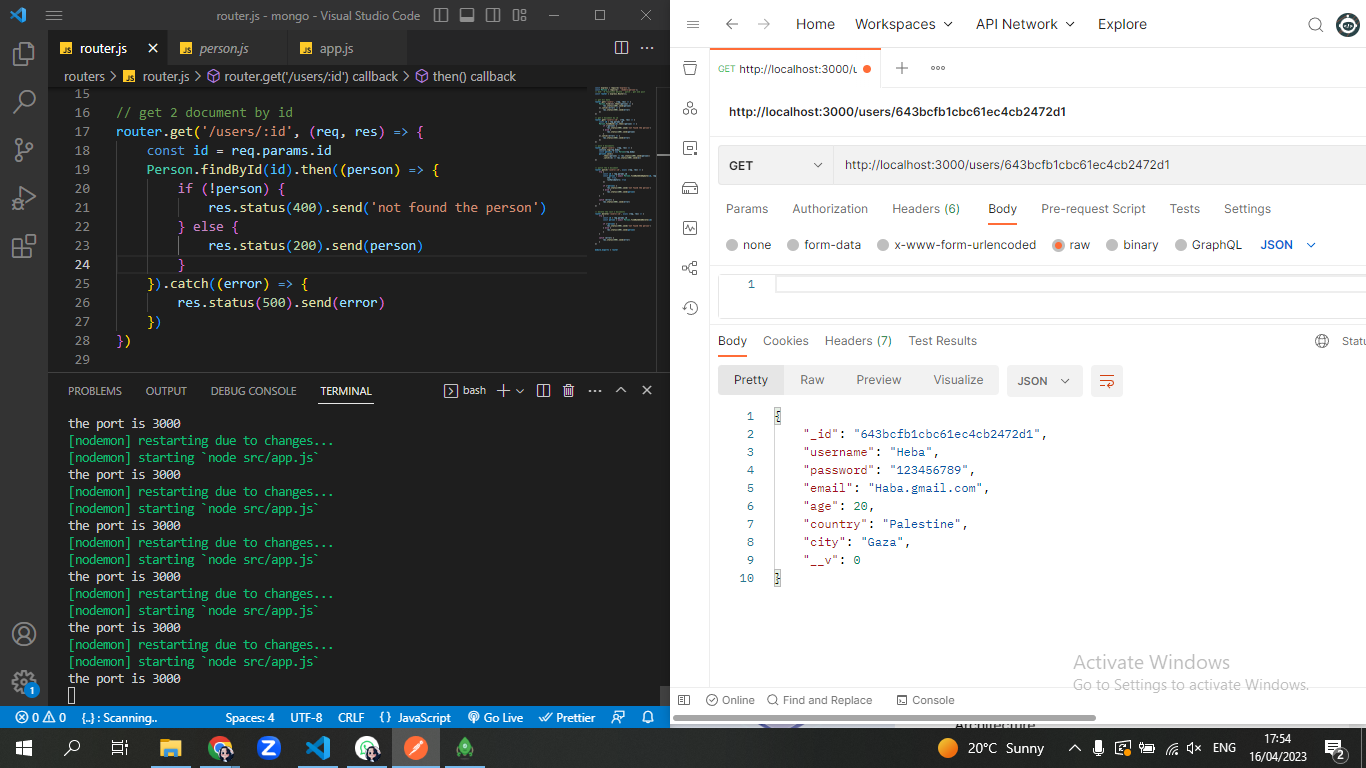 router.js - mongo - Visual Studio Code
router.js
person.js
app.js
routers > router.js > router.get('/users/:id') callback > then() callback
15
16 // get 2 document by id
17 router.get('/users/:id', (req, res) => {
18 const id = req.params.id
19 Person.findById(id).then((person) => {
20 if (!person) {
21 res.status(400).send('not found the person')
22 } else {
23 res.status(200).send(person)
24 }
25 }).catch((error) => {
26 res.status(500).send(error)
27 })
28 })
29
PROBLEMS OUTPUT DEBUG CONSOLE TERMINAL
bash
the port is 3000
[nodemon] restarting due to changes...
[nodemon] starting `node src/app.js`
the port is 3000
[nodemon] restarting due to changes...
[nodemon] starting `node src/app.js`
the port is 3000
[nodemon] restarting due to changes...
[nodemon] starting `node src/app.js`
the port is 3000
[nodemon] restarting due to changes...
[nodemon] starting `node src/app.js`
the port is 3000
[nodemon] restarting due to changes...
[nodemon] starting `node src/app.js`
the port is 3000
1
0 0 {..} : Scanning.. Spaces: 4 UTF-8 CRLF {} JavaScript Go Live Prettier
Home Workspaces API Network Explore
GET http://localhost:3000/u
http://localhost:3000/users/643bcfb1cbc61ec4cb2472d1
GET http://localhost:3000/users/643bcfb1cbc61ec4cb2472d1
Params Authorization Headers (6) Body Pre-request Script Tests Settings
none form-data x-www-form-urlencoded raw binary GraphQL JSON
1
Body Cookies Headers (7) Test Results
Statu
Pretty Raw Preview Visualize JSON
1 {
2 "_id": "643bcfb1cbc61ec4cb2472d1",
3 "username": "Heba",
4 "password": "123456789",
5 "email": "Haba.gmail.com",
6 "age": 20,
7 "country": "Palestine",
8 "city": "Gaza",
9 "__v": 0
10 }
Activate Windows
Go to Settings to activate Windows.
Online Find and Replace Console
20°C Sunny
ENG
17:54
16/04/2023
2